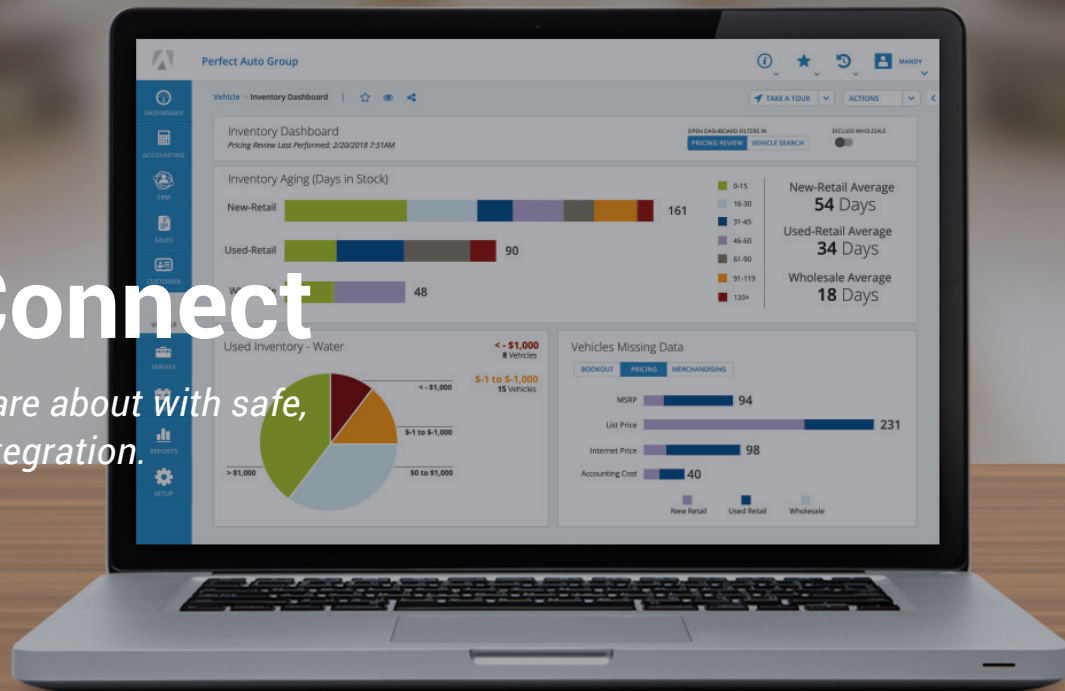 Perfect Auto Group
MANDY
DASHBOARD
Vehicle > Inventory Dashboard |
TAKE A TOUR
ACTIONS
Inventory Dashboard
Pricing Review Last Performed: 2/20/2018 7:51AM
OPEN DASHBOARD FILTERS IN
PRICING REVIEW VEHICLE SEARCH
EXCLUDE WHOLESALE
ACCOUNTING
CRM
SALES
CUSTOMER
SERVICE
REPORTS
SETUP
Inventory Aging (Days in Stock)
New-Retail 161
Used-Retail 90
48
0-15
16-30
31-45
46-60
61-90
91-119
120+
New-Retail Average
54 Days
Used-Retail Average
34 Days
Wholesale Average
18 Days
Connect
are about with safe,
tegration.
Used Inventory - Water
< - $1,000
8 Vehicles
$-1 to $-1,000
15 Vehicles
< - $1,000
$-1 to $-1,000
> $1,000
$0 to $1,000
Vehicles Missing Data
BOOKOUT PRICING MERCHANDISING
MSRP 94
List Price 231
Internet Price 98
Accounting Cost 40
New Retail Used Retail Wholesale